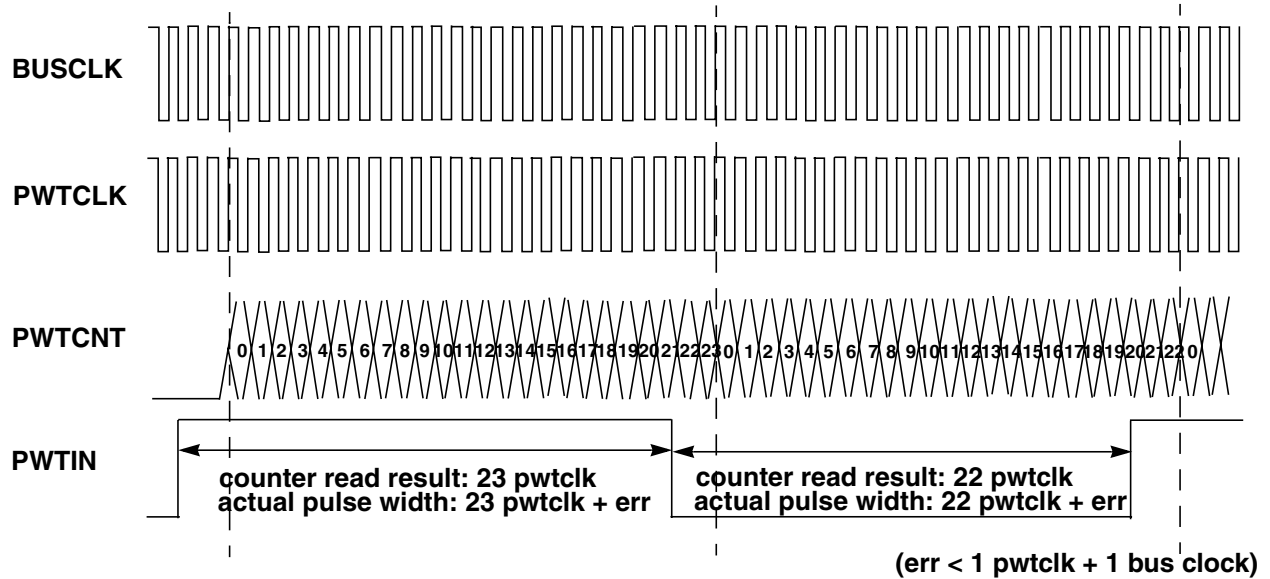 BUSCLK
PWTCLK
PWTCNT
0 1 2 3 4 5 6 7 8 9 10 11 12 13 14 15 16 17 18 19 20 21 22 23 0 1 2 3 4 5 6 7 8 9 10 11 12 13 14 15 16 17 18 19 20 21 22 0
PWTIN
counter read result: 23 pwtclk
actual pulse width: 23 pwtclk + err
counter read result: 22 pwtclk
actual pulse width: 22 pwtclk + err
(err < 1 pwtclk + 1 bus clock)